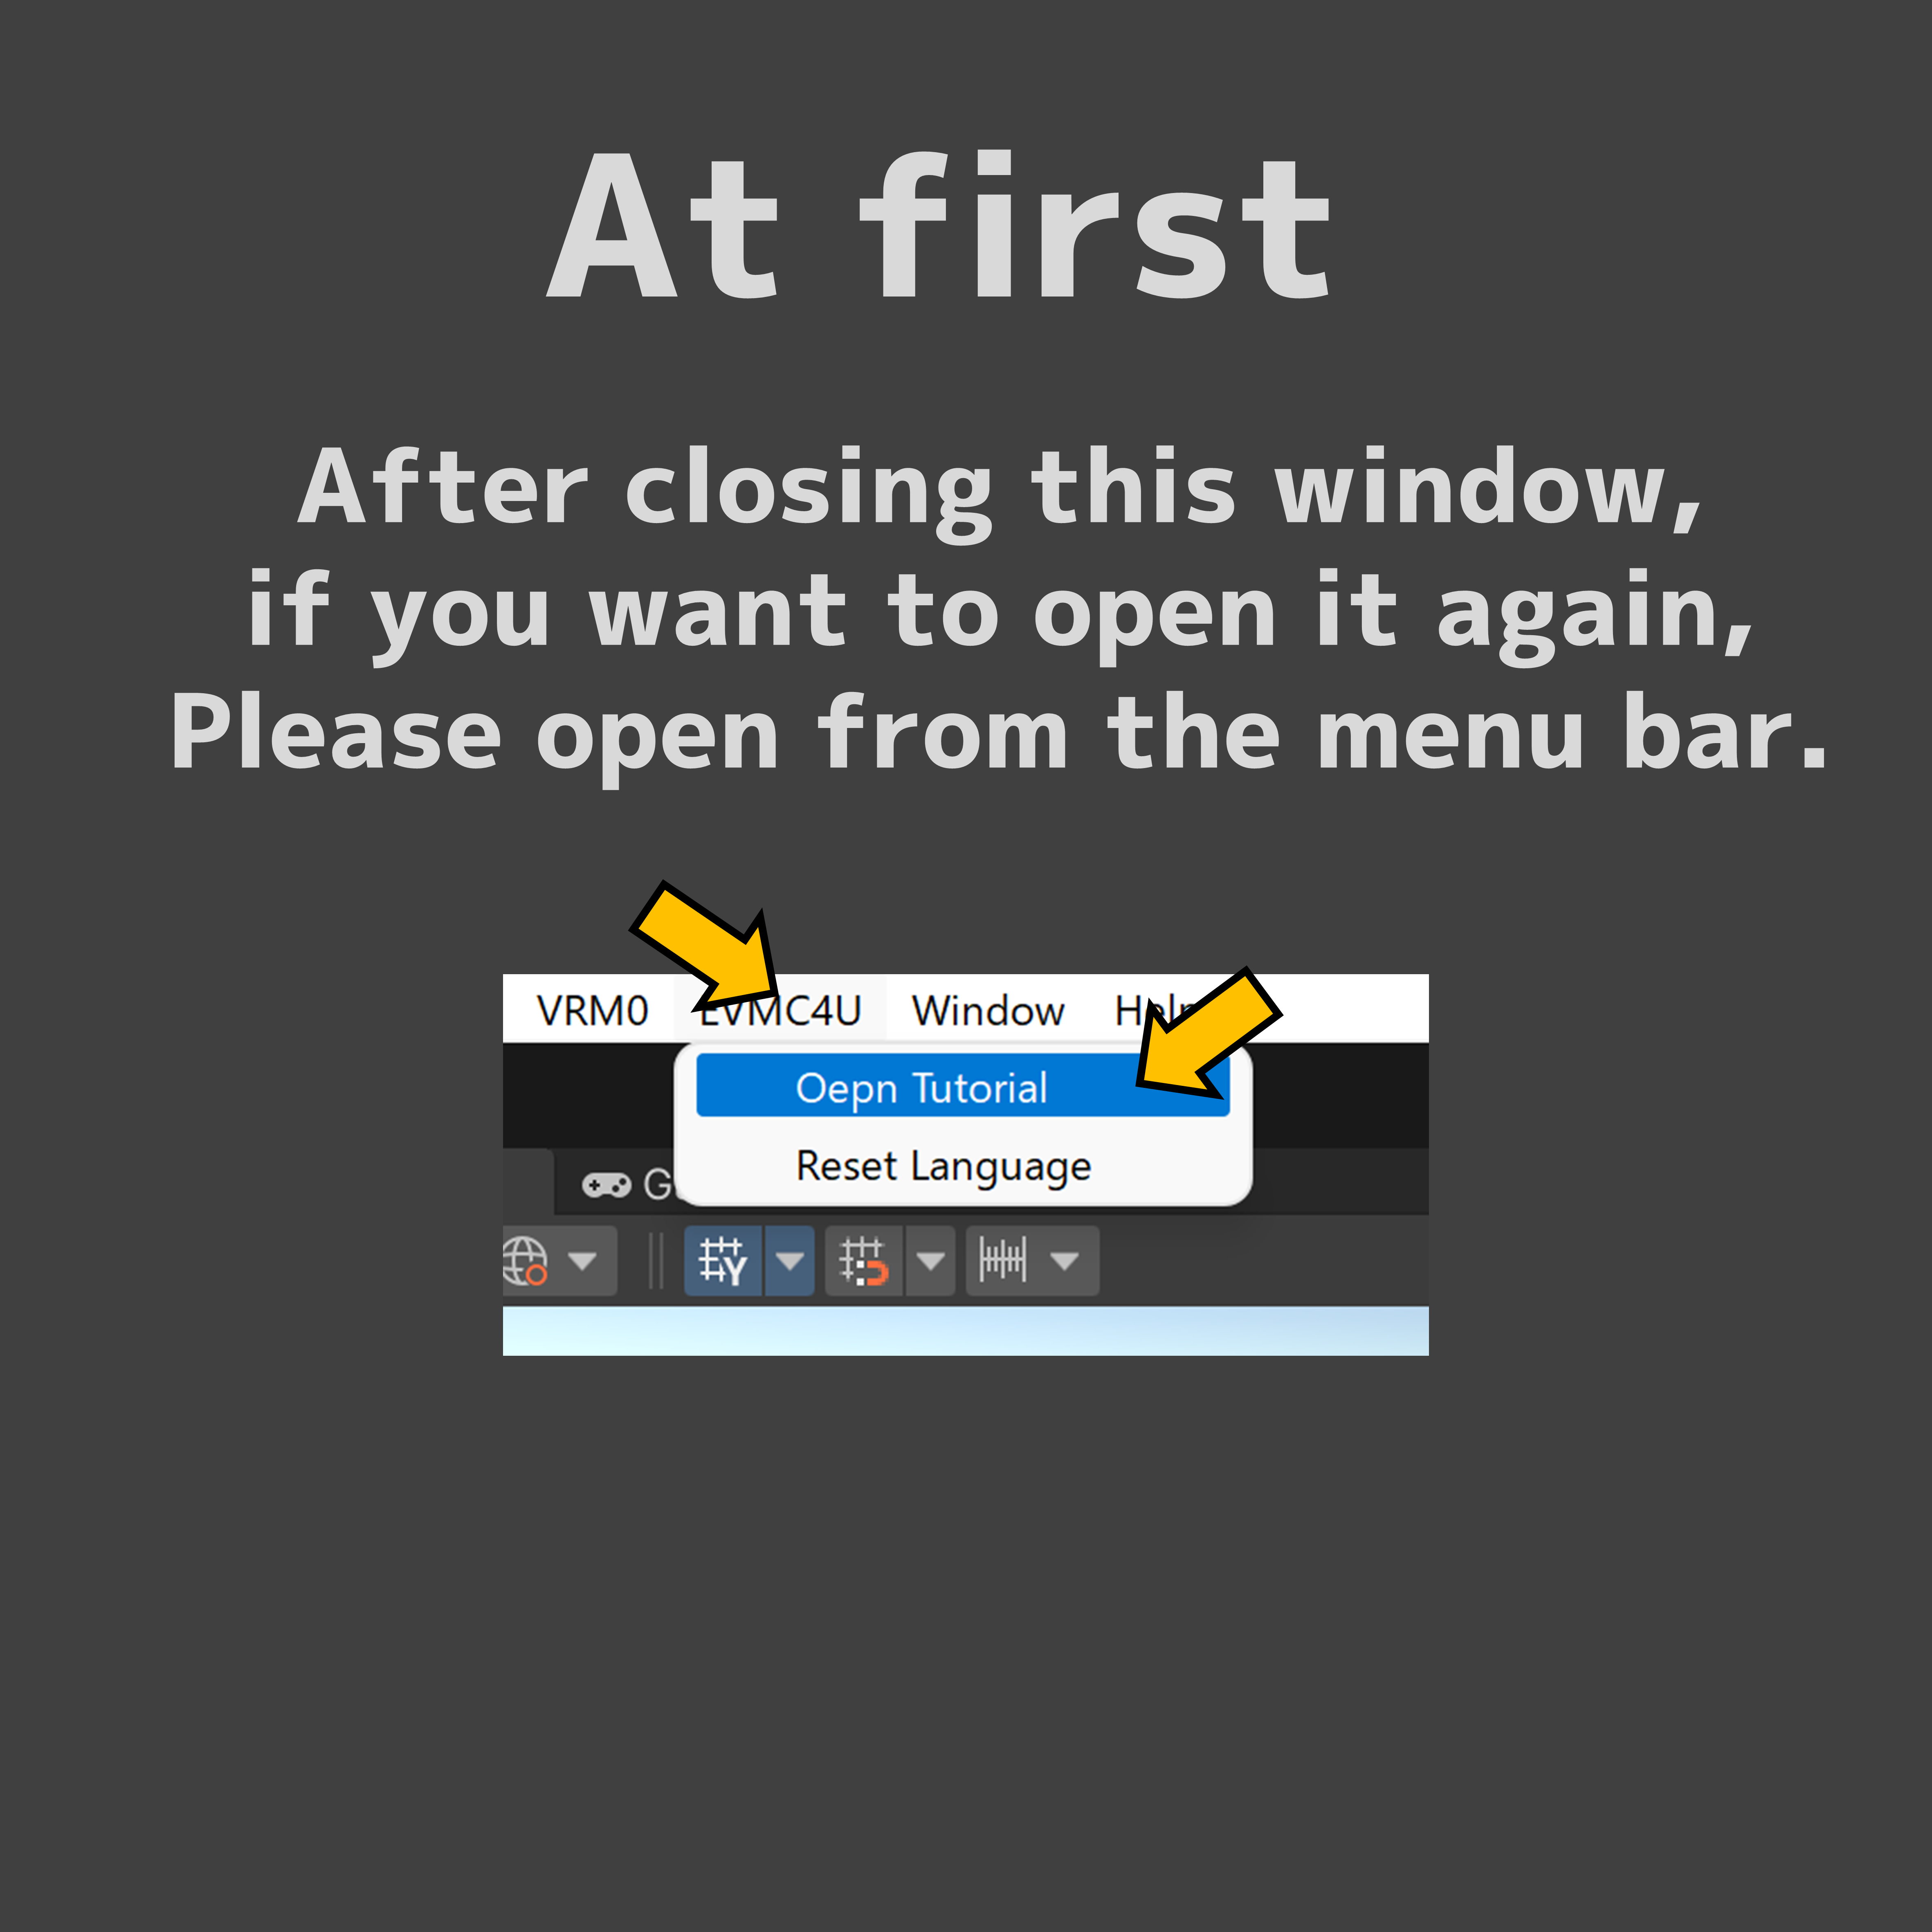 At first
After closing this window,
if you want to open it again,
Please open from the menu bar.
VRM0 EVMC4U Window Help
Oepn Tutorial
Reset Language
G